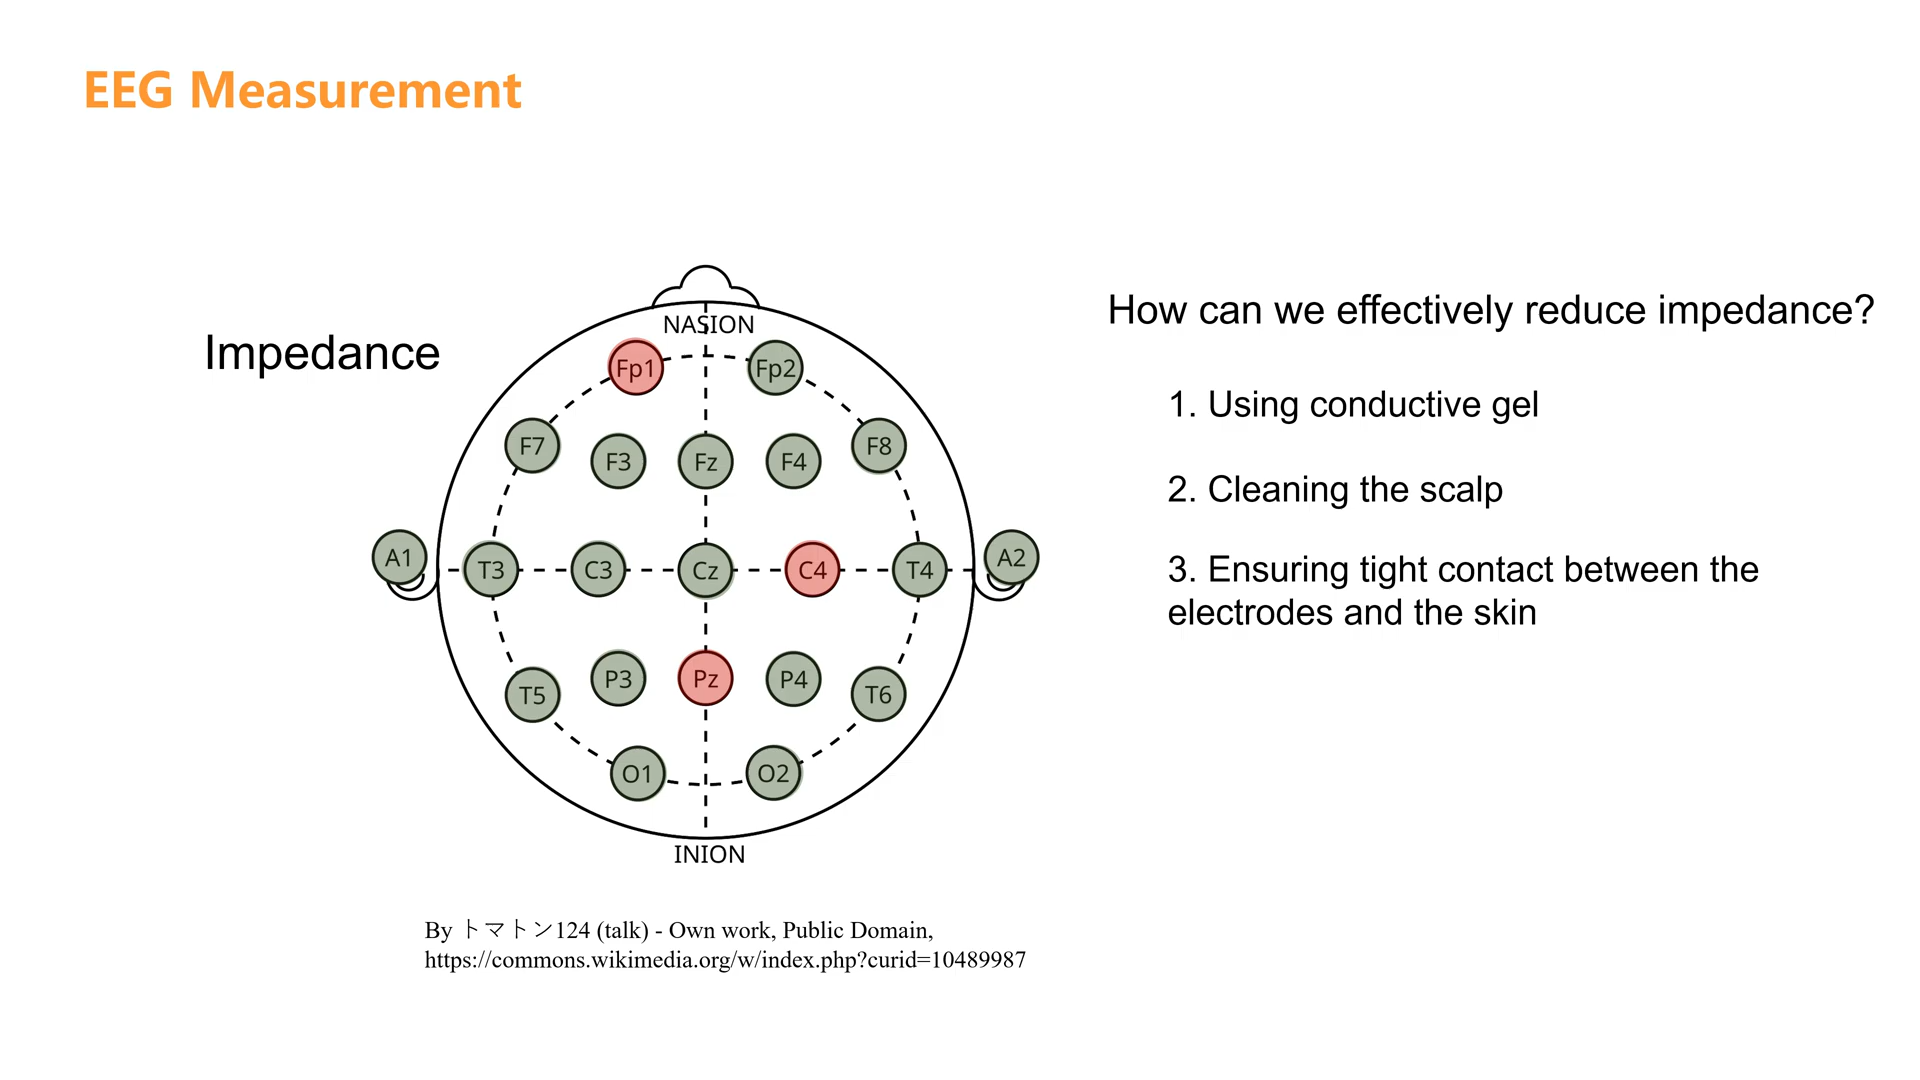 EEG Measurement
Impedance
NASION
Fp1 Fp2
F7 F3 Fz F4 F8
A1 T3 C3 Cz C4 T4 A2
T5 P3 Pz P4 T6
O1 O2
INION
By トマトン124 (talk) - Own work, Public Domain,
https://commons.wikimedia.org/w/index.php?curid=10489987
How can we effectively reduce impedance?
1. Using conductive gel
2. Cleaning the scalp
3. Ensuring tight contact between the
electrodes and the skin